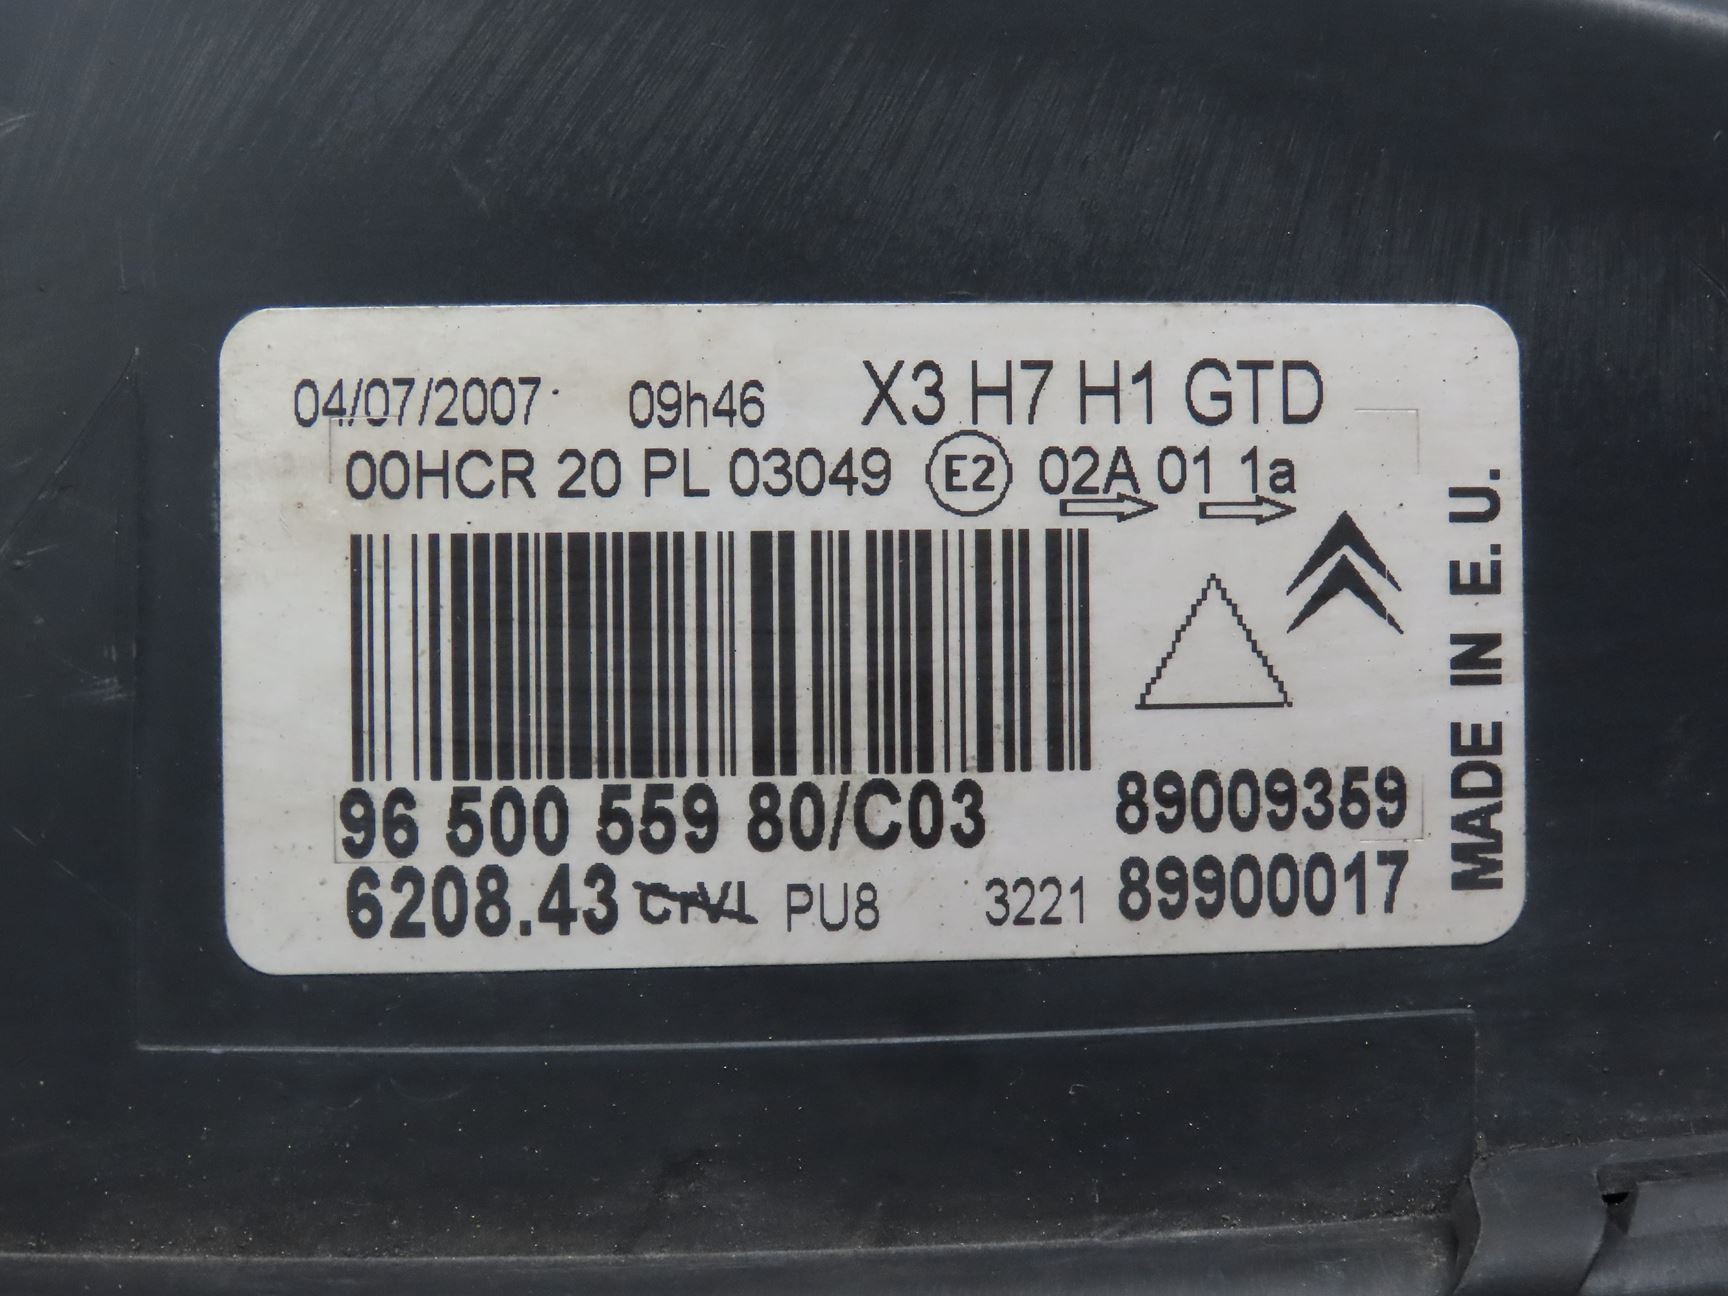 04/07/2007 09h46 X3 H7 H1 GTD
00HCR 20 PL 03049 E2 02A 01 1a
96 500 559 80/C03 89009359
6208.43 PU8 3221 89900017
MADE IN E.U.